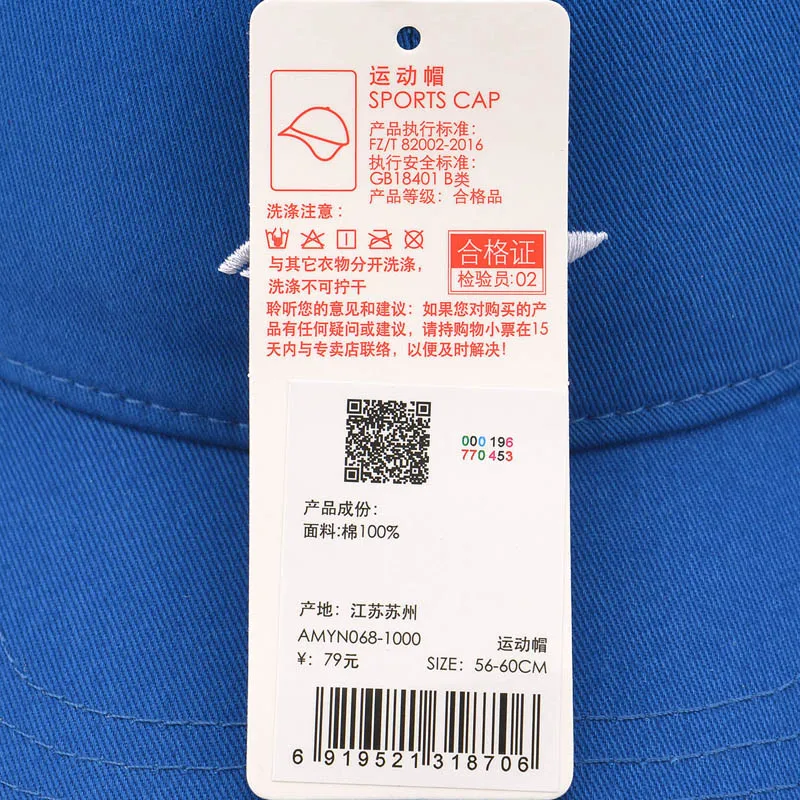 运动帽
SPORTS CAP
产品执行标准：
FZ/T 82002-2016
执行安全标准：
GB18401 B类
产品等级：合格品
洗涤注意：
与其它衣物分开洗涤，
洗涤不可拧干
合格证
检验员：02
聆听您的意见和建议：如果您对购买的产
品有任何疑问或建议，请持购物小票在15
天内与专卖店联络，以便及时解决！
000 196
770 453
产品成份：
面料:棉100%
产地：江苏苏州
AMYN068-1000
运动帽
¥：79元
SIZE：56-60CM
6 919521 318706